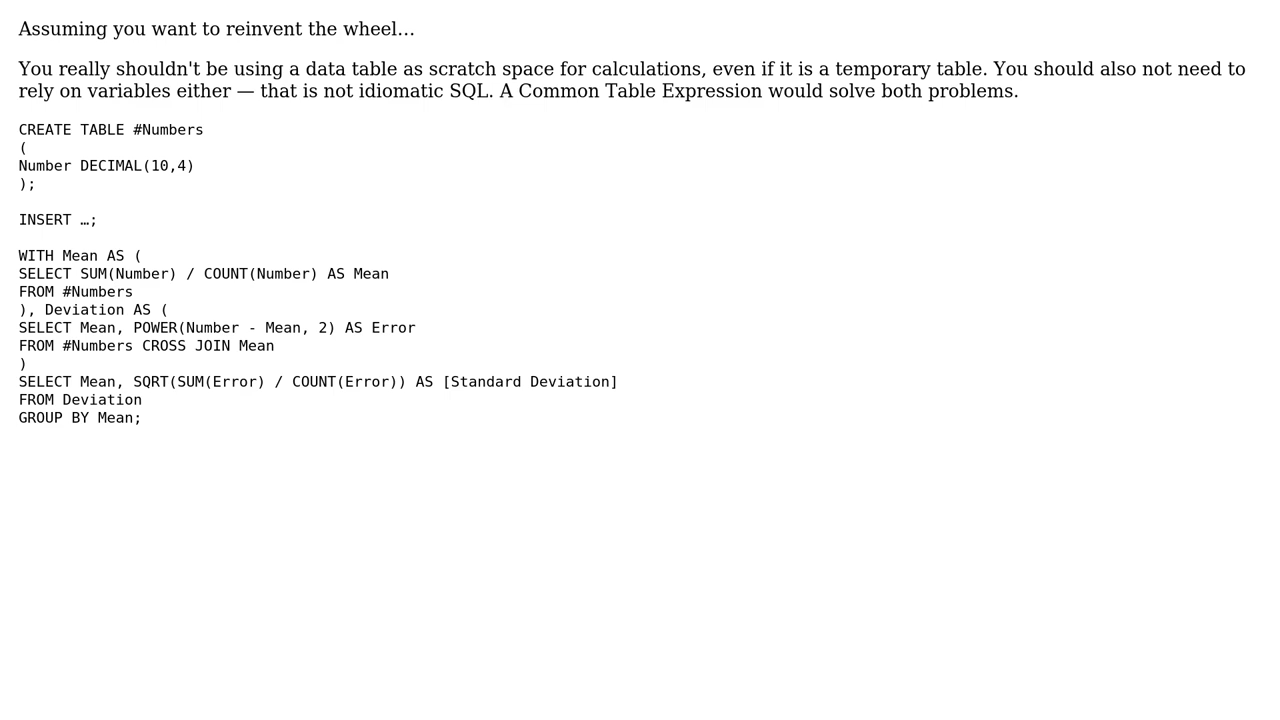 Assuming you want to reinvent the wheel…
You really shouldn't be using a data table as scratch space for calculations, even if it is a temporary table. You should also not need to
rely on variables either — that is not idiomatic SQL. A Common Table Expression would solve both problems.
CREATE TABLE #Numbers
(
Number DECIMAL(10,4)
);
INSERT …;
WITH Mean AS (
SELECT SUM(Number) / COUNT(Number) AS Mean
FROM #Numbers
), Deviation AS (
SELECT Mean, POWER(Number - Mean, 2) AS Error
FROM #Numbers CROSS JOIN Mean
)
SELECT Mean, SQRT(SUM(Error) / COUNT(Error)) AS [Standard Deviation]
FROM Deviation
GROUP BY Mean;